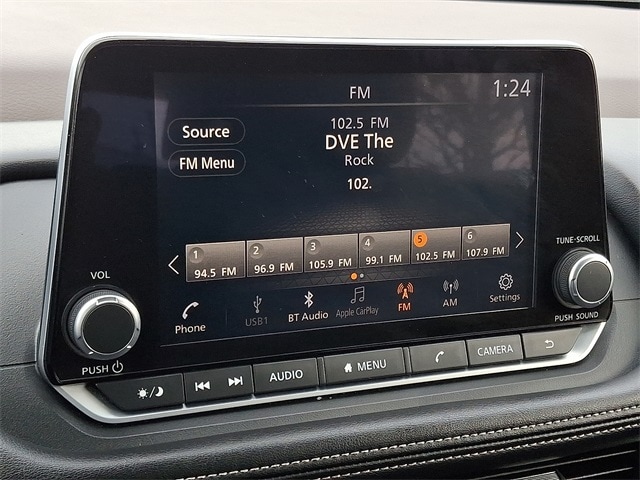 FM
1:24
Source
FM Menu
102.5 FM
DVE The
Rock
102.
1
94.5 FM
2
96.9 FM
3
105.9 FM
4
99.1 FM
5
102.5 FM
6
107.9 FM
Phone
USB1
BT Audio
Apple CarPlay
FM
AM
Settings
VOL
PUSH
TUNE·SCROLL
PUSH SOUND
AUDIO
MENU
CAMERA